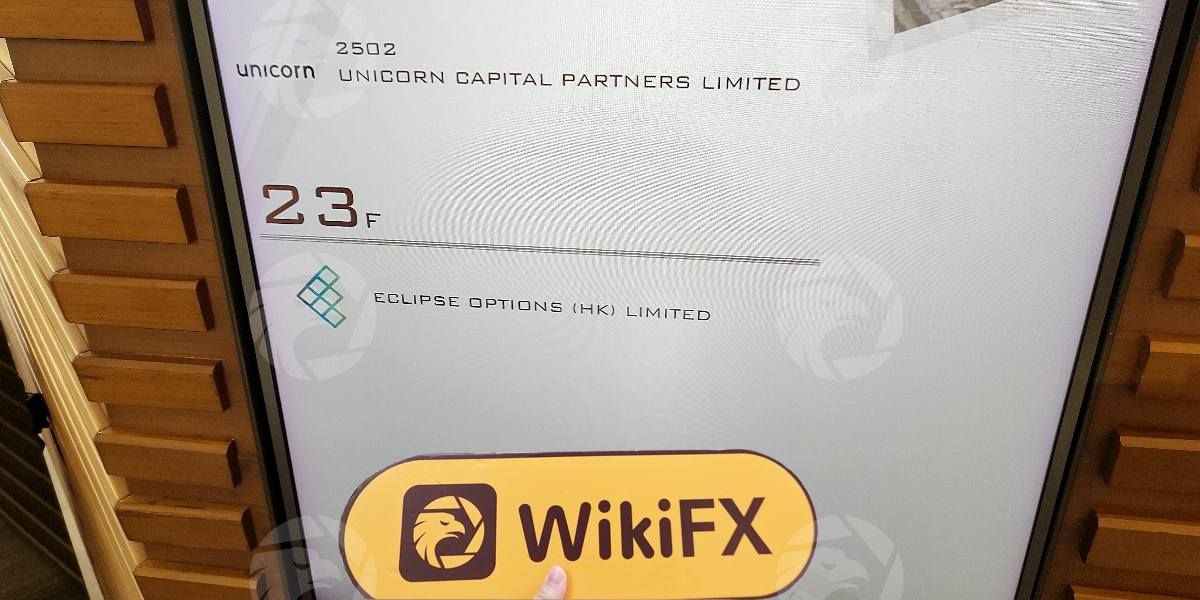 2502
unicorn UNICORN CAPITAL PARTNERS LIMITED
23F
ECLIPSE OPTIONS (HK) LIMITED
WikiFX